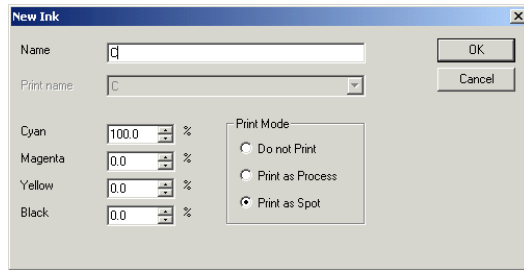 New Ink
Name C OK
Print name C Cancel
Cyan 100.0 %
Magenta 0.0 %
Yellow 0.0 %
Black 0.0 %
Print Mode
Do not Print
Print as Process
Print as Spot